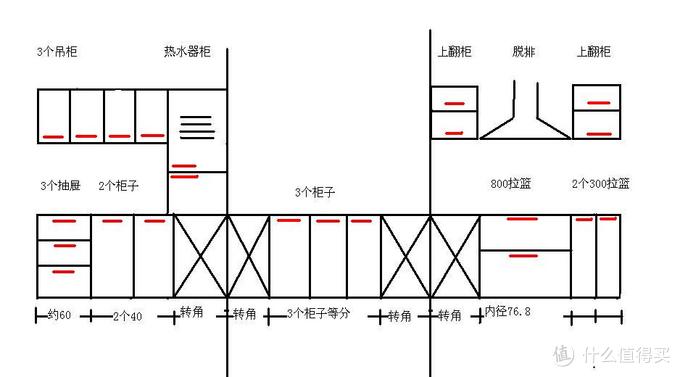 3个吊柜
热水器柜
上翻柜
脱排
上翻柜
3个抽屉
2个柜子
3个柜子
800拉篮
2个300拉篮
约60
2个40
转角
转角
3个柜子等分
转角
转角
内径76.8
值 什么值得买